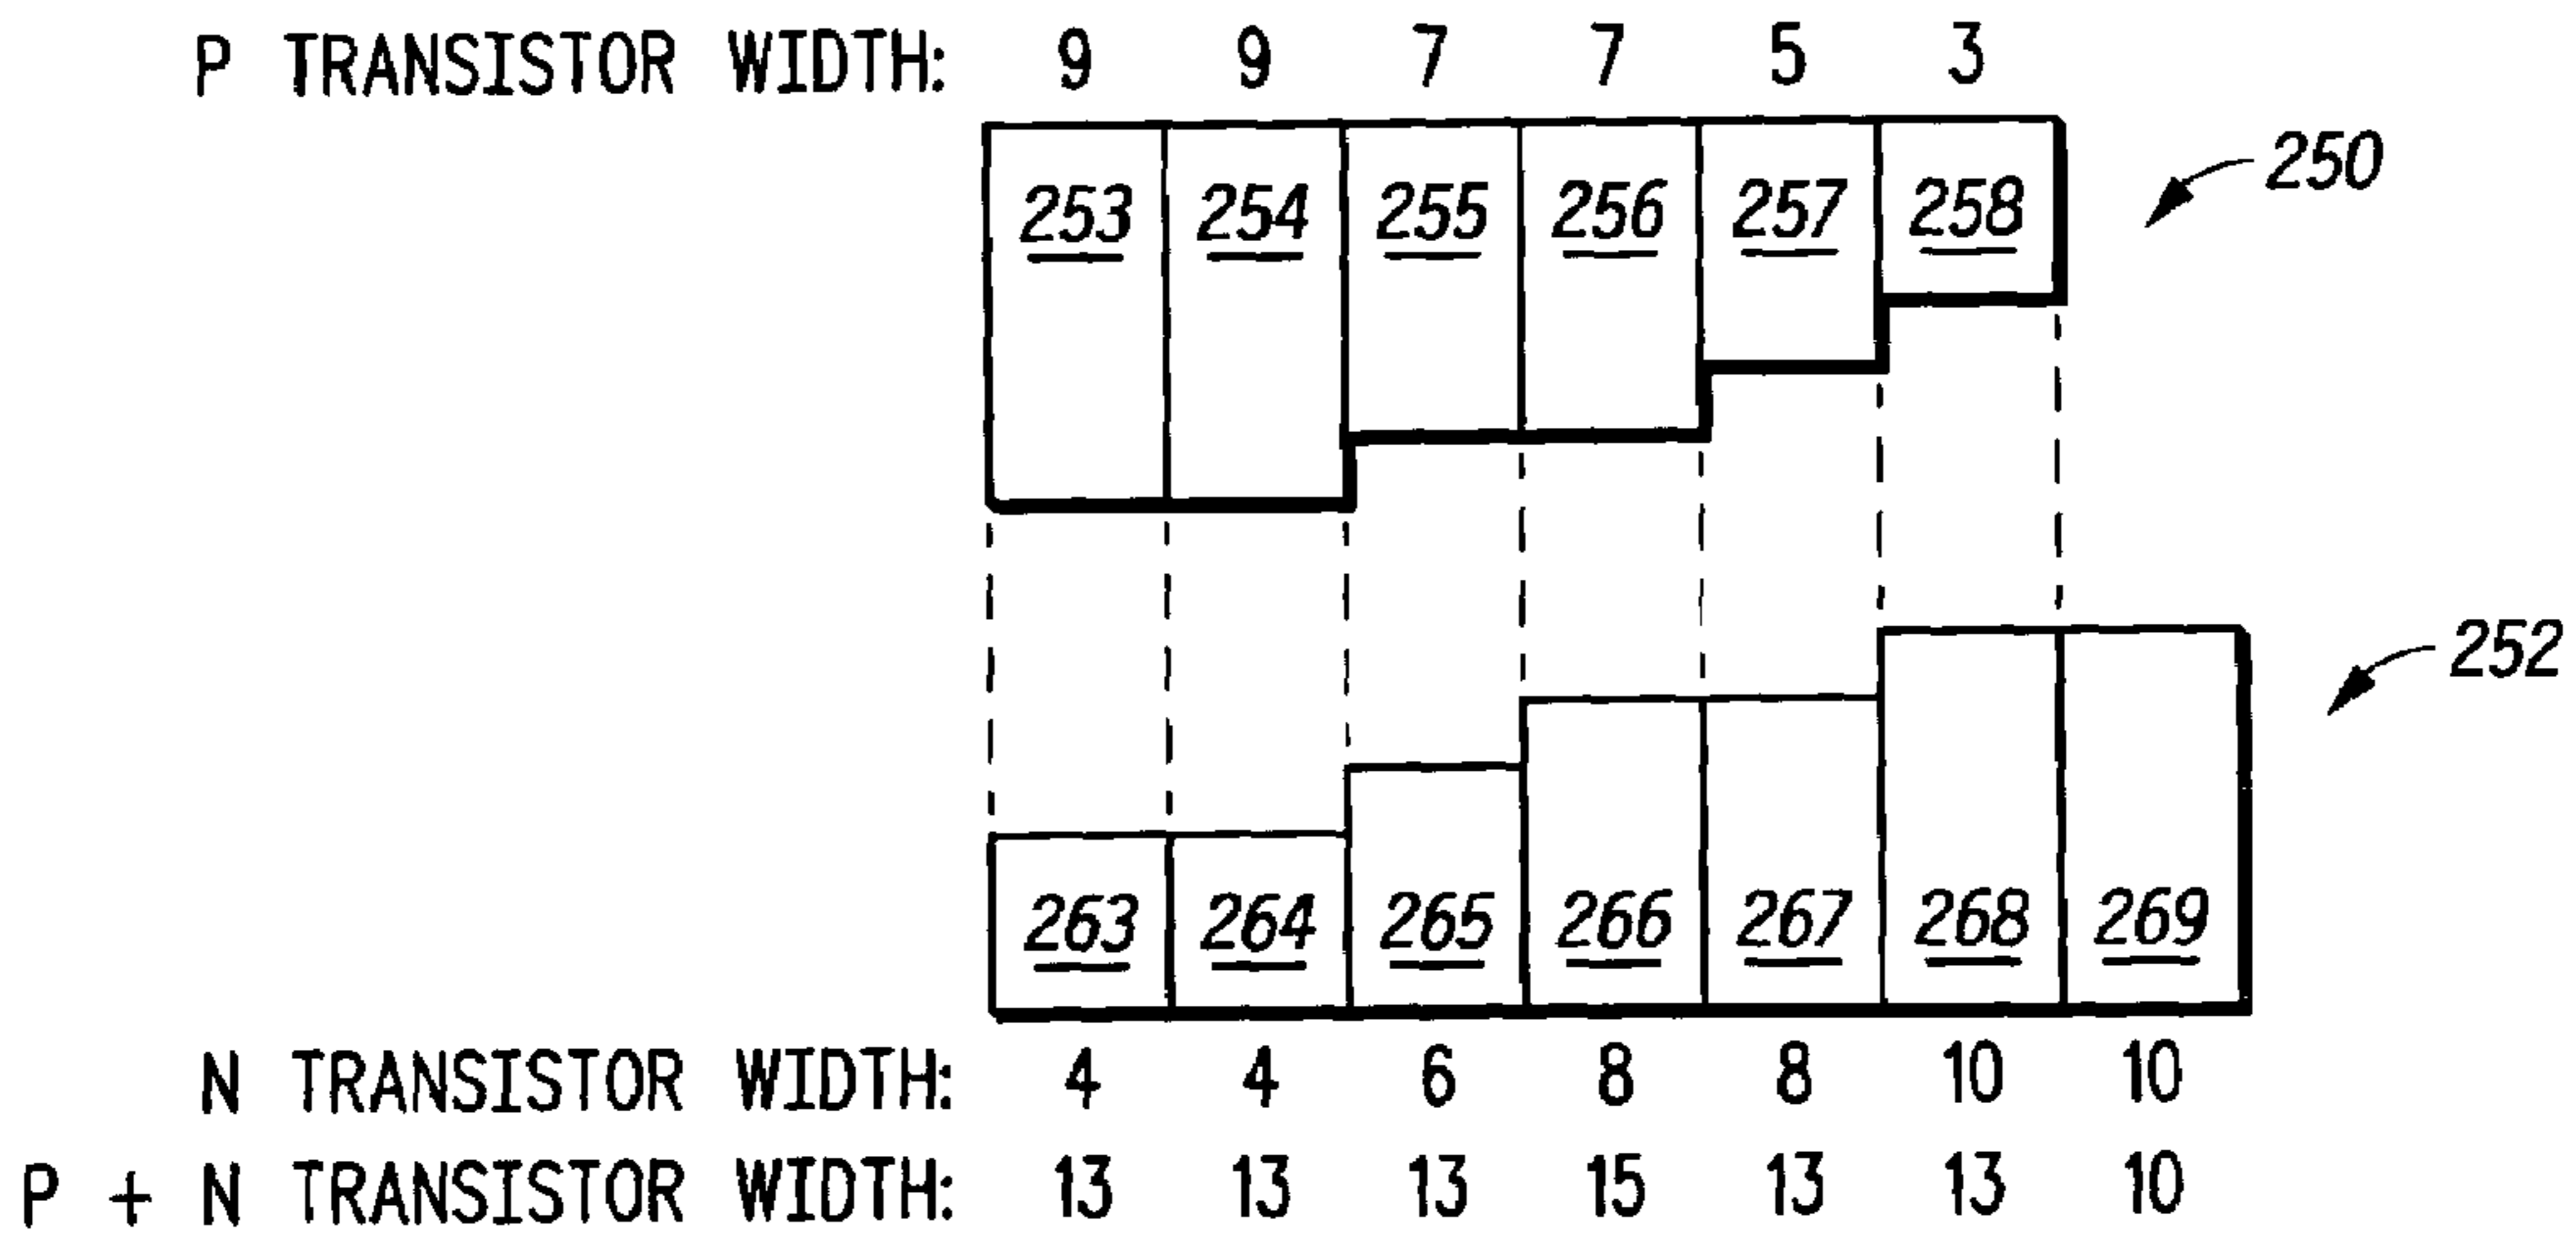 P TRANSISTOR WIDTH: 9 9 7 7 5 3
250
253 254 255 256 257 258
252
263 264 265 266 267 268 269
N TRANSISTOR WIDTH: 4 4 6 8 8 10 10
P + N TRANSISTOR WIDTH: 13 13 13 15 13 13 10